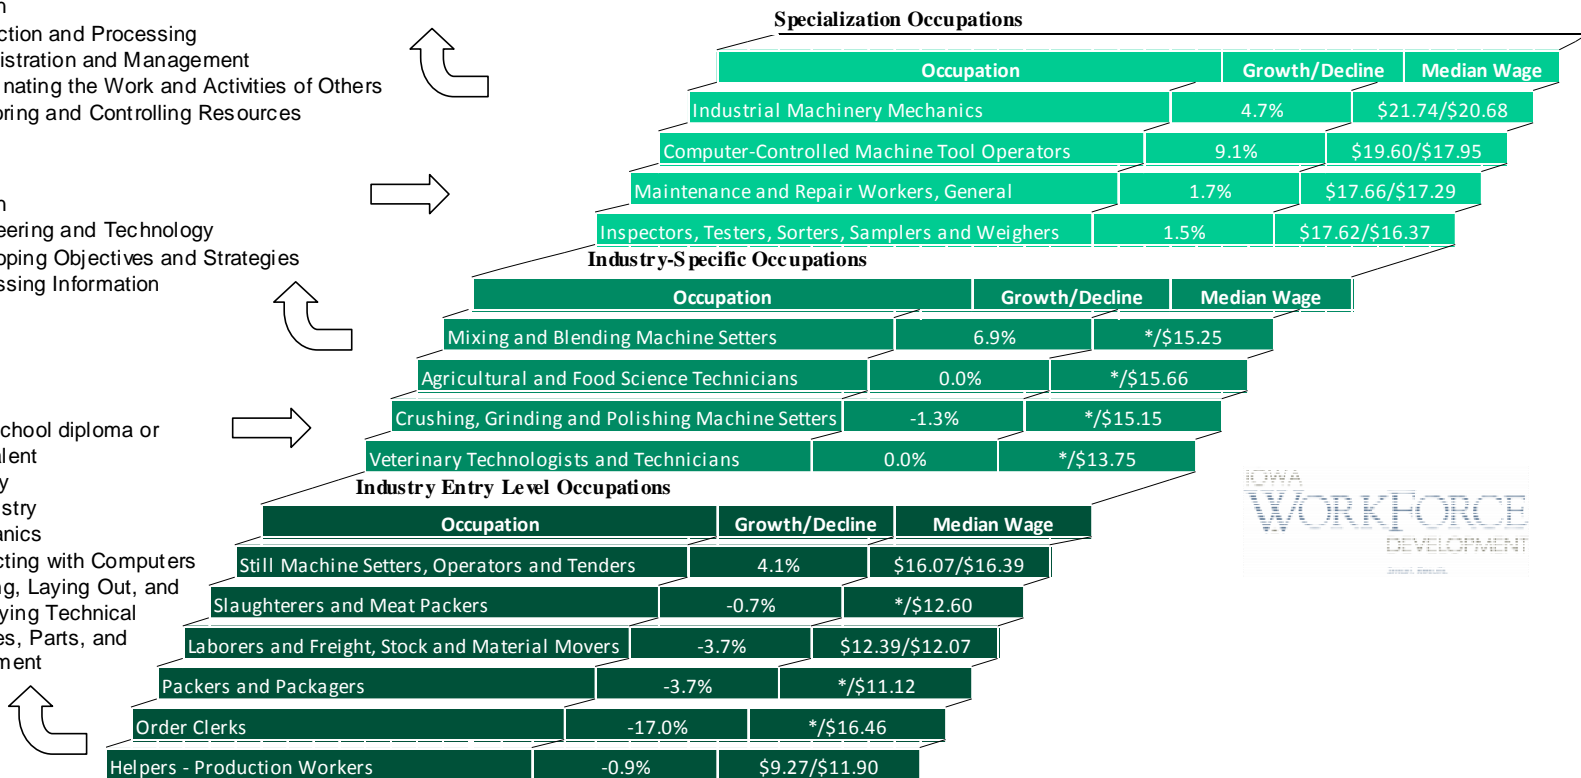 Specialization Occupations
Production and Processing
Administration and Management
Coordinating the Work and Activities of Others
Monitoring and Controlling Resources
Occupation Growth/Decline Median Wage
Industrial Machinery Mechanics 4.7% $21.74/$20.68
Computer-Controlled Machine Tool Operators 9.1% $19.60/$17.95
Maintenance and Repair Workers, General 1.7% $17.66/$17.29
Inspectors, Testers, Sorters, Samplers and Weighers 1.5% $17.62/$16.37
eering and Technology
oping Objectives and Strategies
ssing Information
Industry-Specific Occupations
Occupation Growth/Decline Median Wage
Mixing and Blending Machine Setters 6.9% */$15.25
Agricultural and Food Science Technicians 0.0% */$15.66
Crushing, Grinding and Polishing Machine Setters -1.3% */$15.15
Veterinary Technologists and Technicians 0.0% */$13.75
school diploma or
alent
y
stry
anics
cting with Computers
ng, Laying Out, and
ying Technical
es, Parts, and
ment
Industry Entry Level Occupations
Occupation Growth/Decline Median Wage
Still Machine Setters, Operators and Tenders 4.1% $16.07/$16.39
Slaughterers and Meat Packers -0.7% */$12.60
Laborers and Freight, Stock and Material Movers -3.7% $12.39/$12.07
Packers and Packagers -3.7% */$11.12
Order Clerks -17.0% */$16.46
Helpers - Production Workers -0.9% $9.27/$11.90
IOWA
WORKFORCE
DEVELOPMENT